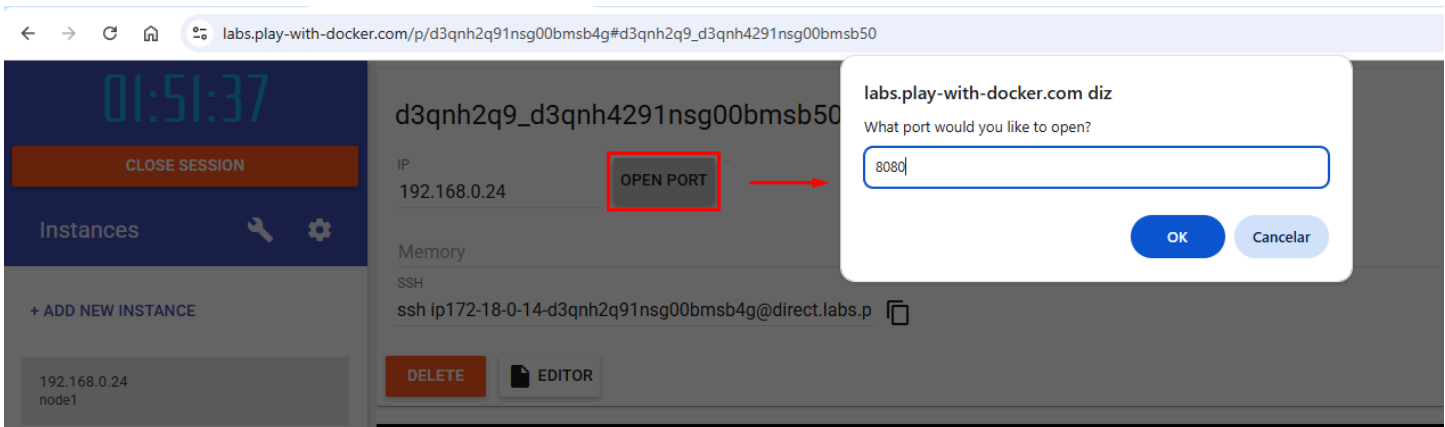 labs.play-with-docker.com/p/d3qnh2q91nsg00bmsb4g#d3qnh2q9_d3qnh4291nsg00bmsb50
01:51:37
CLOSE SESSION
Instances
+ ADD NEW INSTANCE
192.168.0.24
node1
d3qnh2q9_d3qnh4291nsg00bmsb50
IP
192.168.0.24
OPEN PORT
Memory
SSH
ssh ip172-18-0-14-d3qnh2q91nsg00bmsb4g@direct.labs.p
DELETE
EDITOR
labs.play-with-docker.com diz
What port would you like to open?
8080
OK
Cancelar